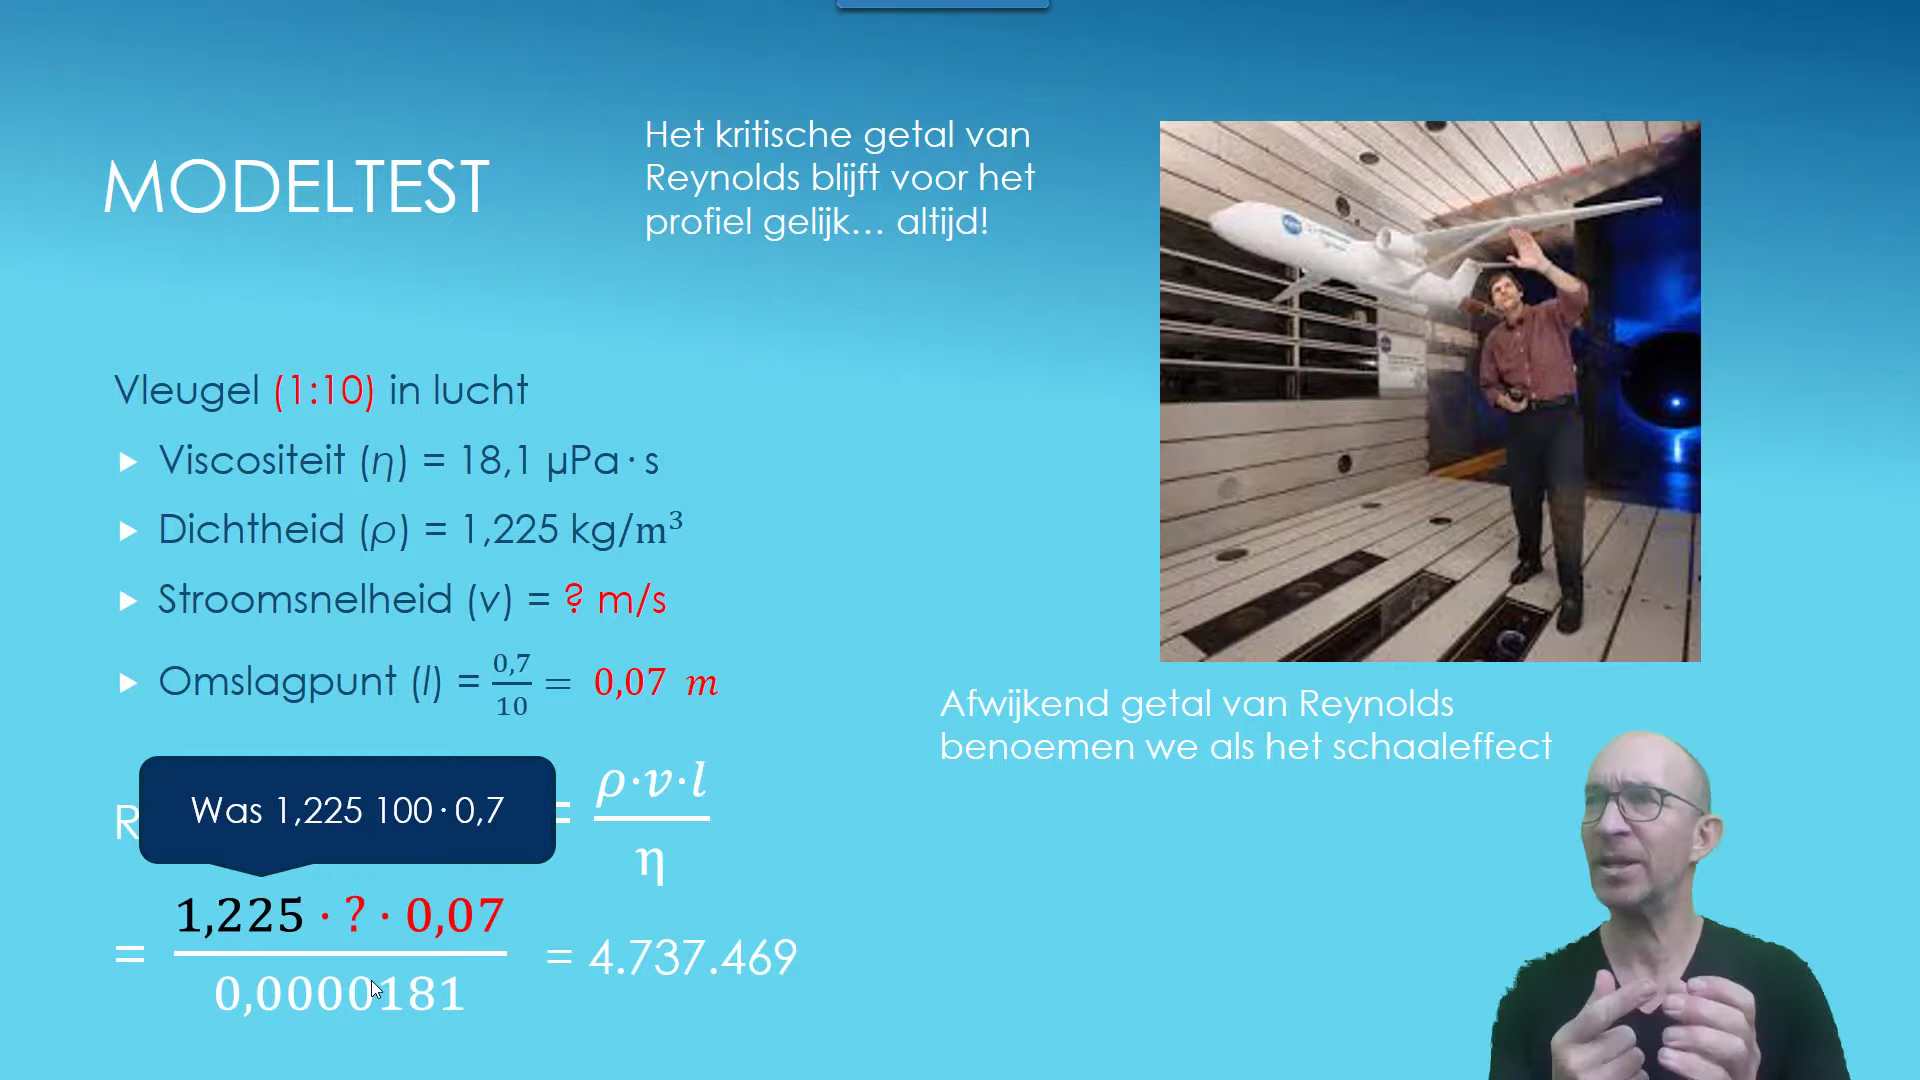 MODELTEST
Het kritische getal van
Reynolds blijft voor het
profiel gelijk... altijd!
Vleugel (1:10) in lucht
Viscositeit (η) = 18,1 µPa·s
Dichtheid (ρ) = 1,225 kg/m³
Stroomsnelheid (v) = ? m/s
Omslagpunt (l) = 0,7/10 = 0,07 m
Afwijkend getal van Reynolds
benoemen we als het schaaleffect
Was 1,225 100·0,7
R = ρ·v·l/η
= 1,225 · ? · 0,07/0,0000181 = 4.737.469